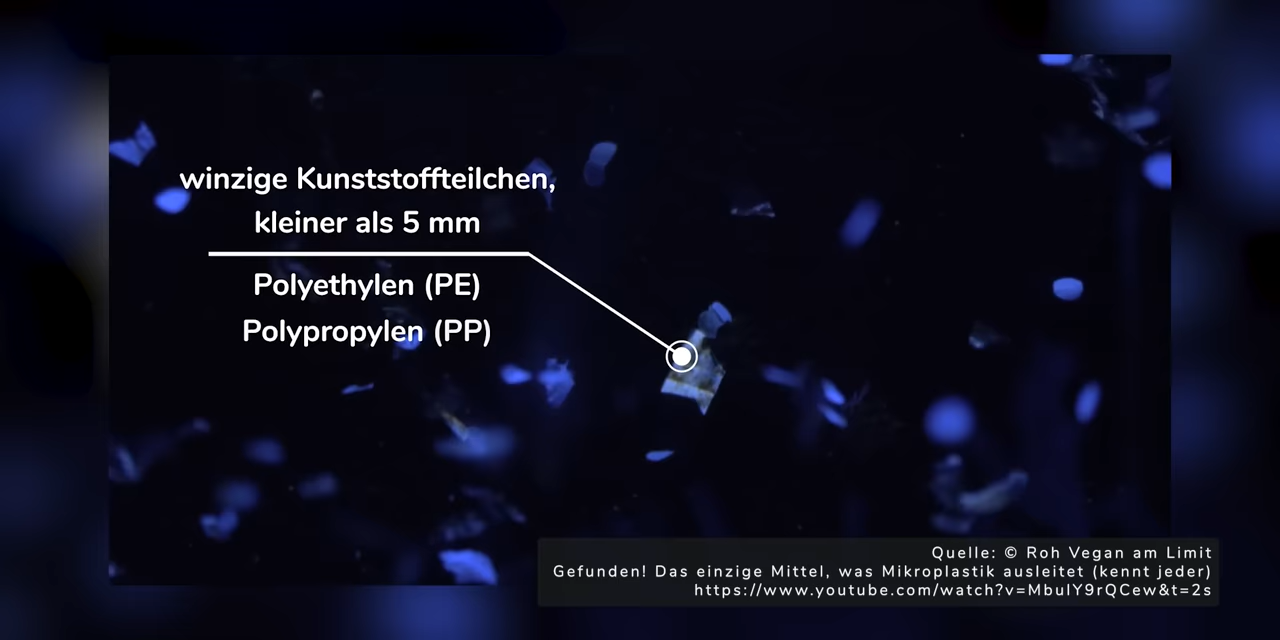 winzige Kunststoffteilchen,
kleiner als 5 mm
Polyethylen (PE)
Polypropylen (PP)
Quelle: © Roh Vegan am Limit
Gefunden! Das einzige Mittel, was Mikroplastik ausleitet (kennt jeder)
https://www.youtube.com/watch?v=MbulY9rQCew&t=2s